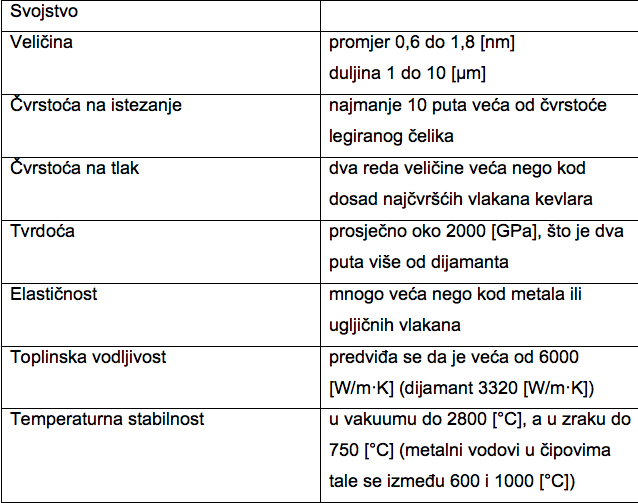 Svojstvo
Veličina
promjer 0,6 do 1,8 [nm]
duljina 1 do 10 [µm]
Čvrstoća na istezanje
najmanje 10 puta veća od čvrstoće
legiranog čelika
Čvrstoća na tlak
dva reda veličine veća nego kod
dosad najčvršćih vlakana kevlara
Tvrdoća
prosječno oko 2000 [GPa], što je dva
puta više od dijamanta
Elastičnost
mnogo veća nego kod metala ili
ugljičnih vlakana
Toplinska vodljivost
predviđa se da je veća od 6000
[W/m·K] (dijamant 3320 [W/m·K])
Temperaturna stabilnost
u vakuumu do 2800 [°C], a u zraku do
750 [°C] (metalni vodovi u čipovima
tale se između 600 i 1000 [°C])